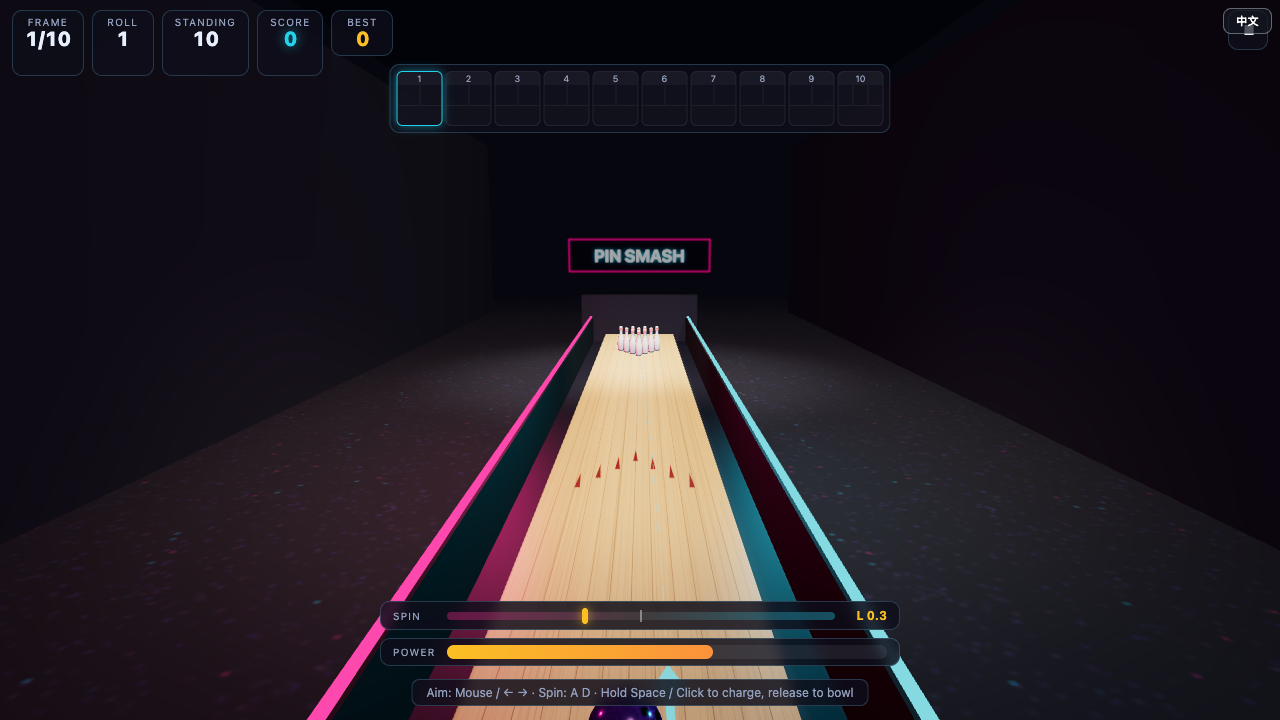 FRAME
1/10
ROLL
1
STANDING
10
SCORE
0
BEST
0
中文
1 2 3 4 5 6 7 8 9 10
PIN SMASH
SPIN L 0.3
POWER
Aim: Mouse / ← → · Spin: A D · Hold Space / Click to charge, release to bowl